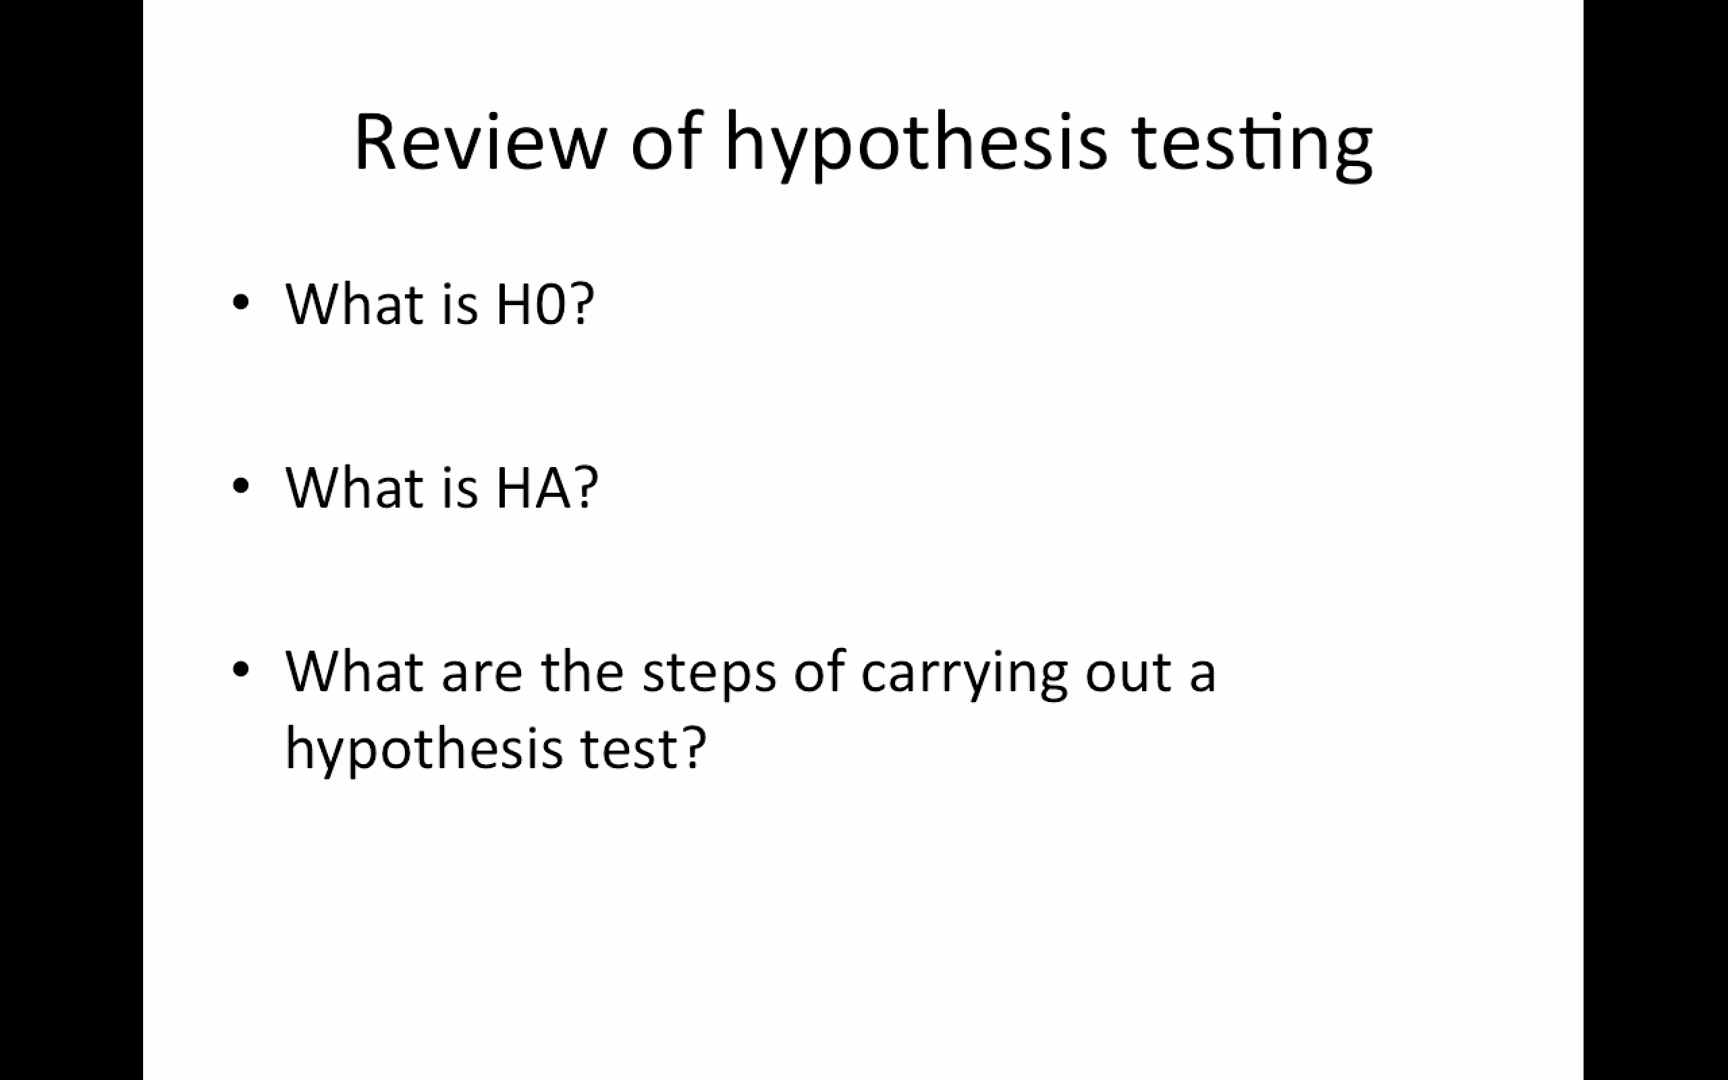 Review of hypothesis testing
• What is H0?
• What is HA?
• What are the steps of carrying out a
hypothesis test?